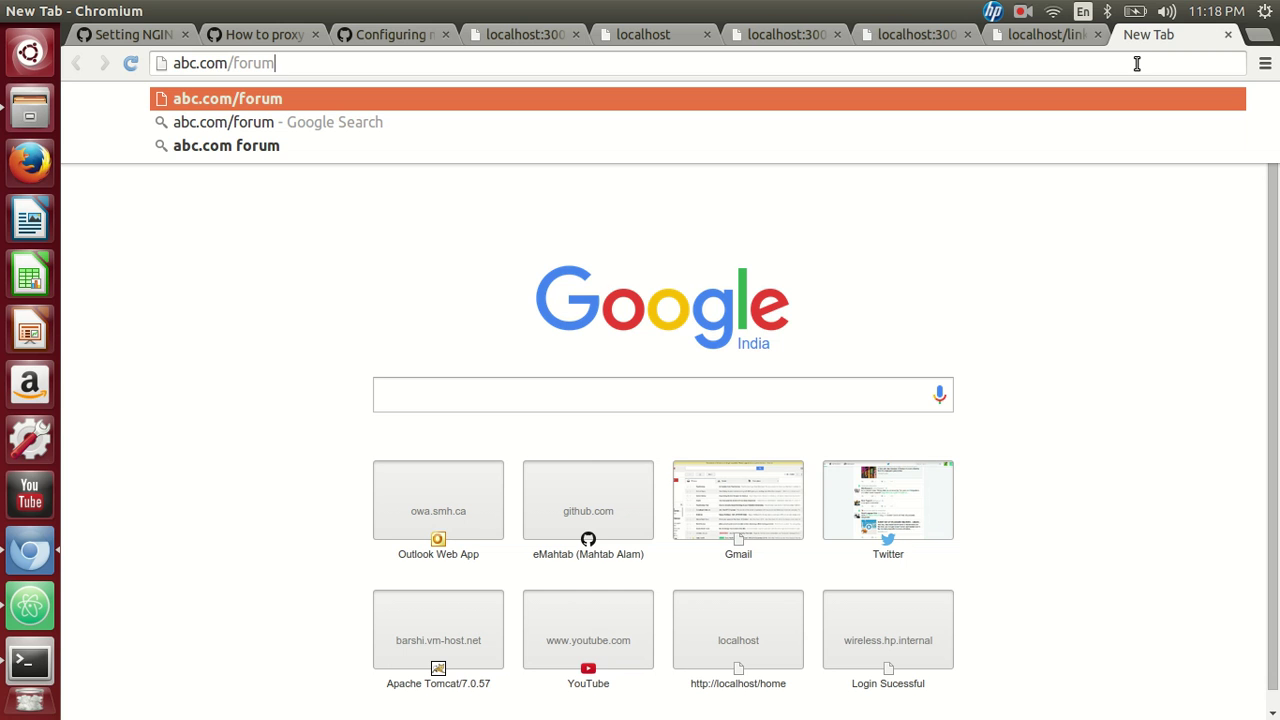 New Tab - Chromium
hp
En
11:18 PM
Setting NGIN
How to proxy
Configuring n
localhost:300
localhost
localhost:300
localhost:300
localhost/link
New Tab
abc.com/forum
abc.com/forum
abc.com/forum - Google Search
abc.com forum
Google
India
owa.smh.ca
github.com
Outlook Web App
eMahtab (Mahtab Alam)
Gmail
Twitter
barshi.vm-host.net
www.youtube.com
localhost
wireless.hp.internal
Apache Tomcat/7.0.57
YouTube
http://localhost/home
Login Sucessful
a
You
Tube